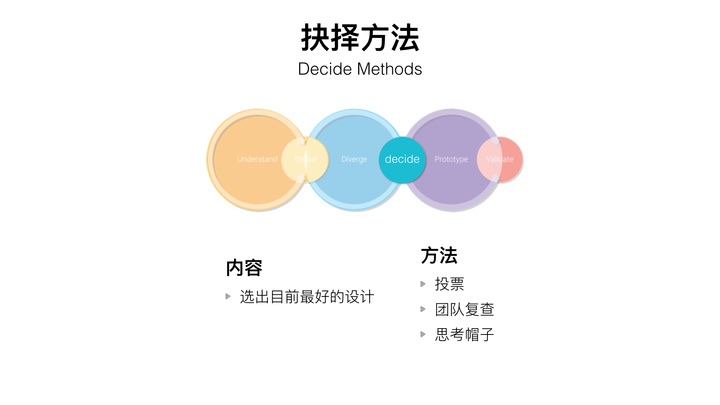 抉择方法
Decide Methods
Understand
Diverge
decide
Prototype
Validate
内容
选出目前最好的设计
方法
投票
团队复查
思考帽子